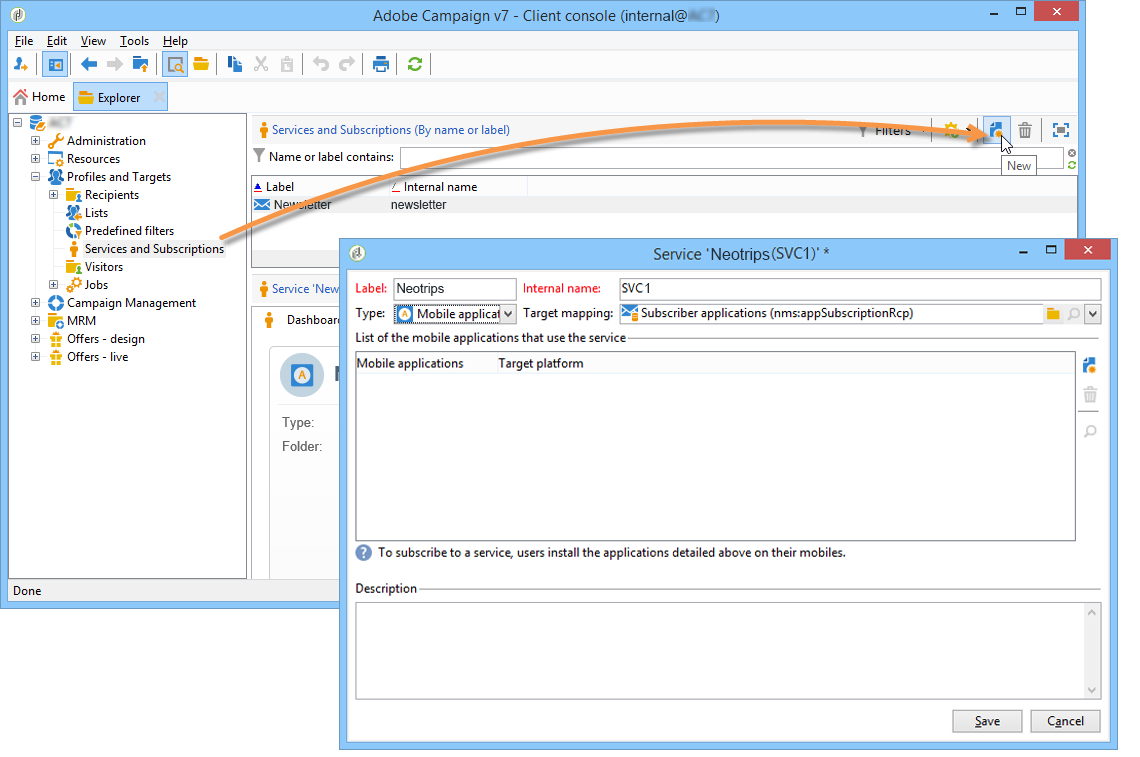 Adobe Campaign v7 - Client console (internal@
File Edit View Tools Help
Home Explorer
Administration
Resources
Profiles and Targets
Recipients
Lists
Predefined filters
Services and Subscriptions
Visitors
Jobs
Campaign Management
MRM
Offers - design
Offers - live
Services and Subscriptions (By name or label)
Filters
Name or label contains:
New
Label Internal name
Newsletter newsletter
Service 'New
Dashboar
Type:
Folder:
Done
Service 'Neotrips(SVC1)' *
Label: Neotrips Internal name: SVC1
Type: Mobile applicat Target mapping: Subscriber applications (nms:appSubscriptionRcp)
List of the mobile applications that use the service
Mobile applications Target platform
To subscribe to a service, users install the applications detailed above on their mobiles.
Description
Save Cancel